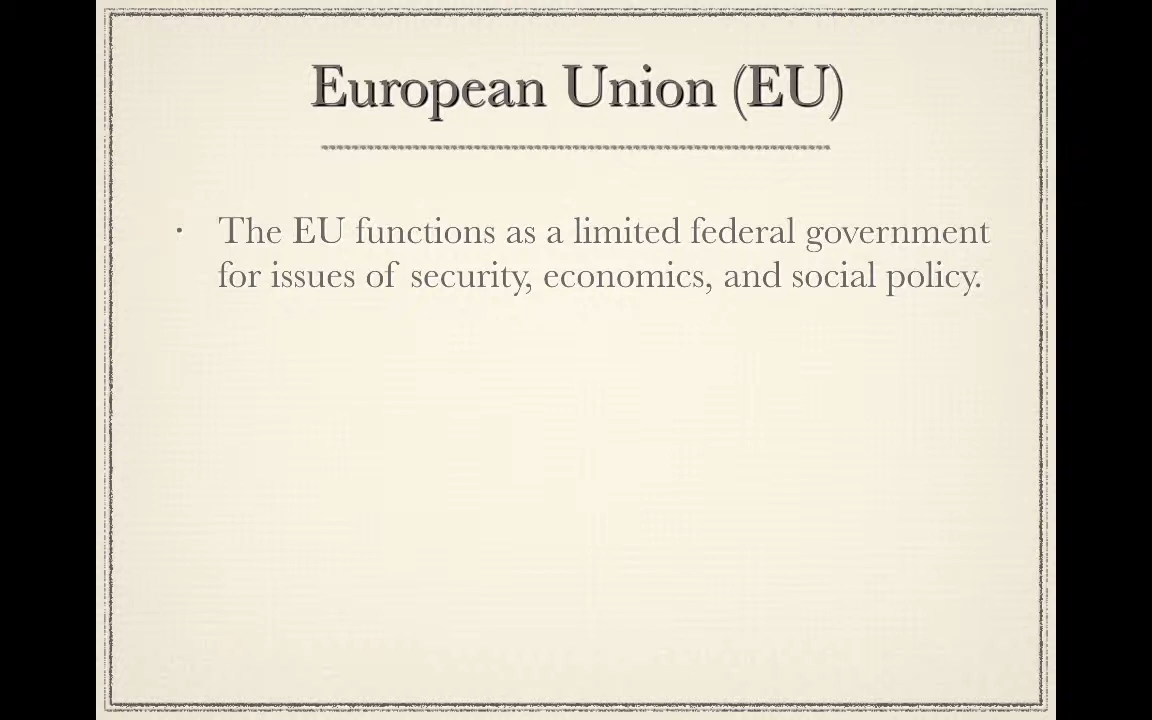 European Union (EU)
· The EU functions as a limited federal government
for issues of security, economics, and social policy.